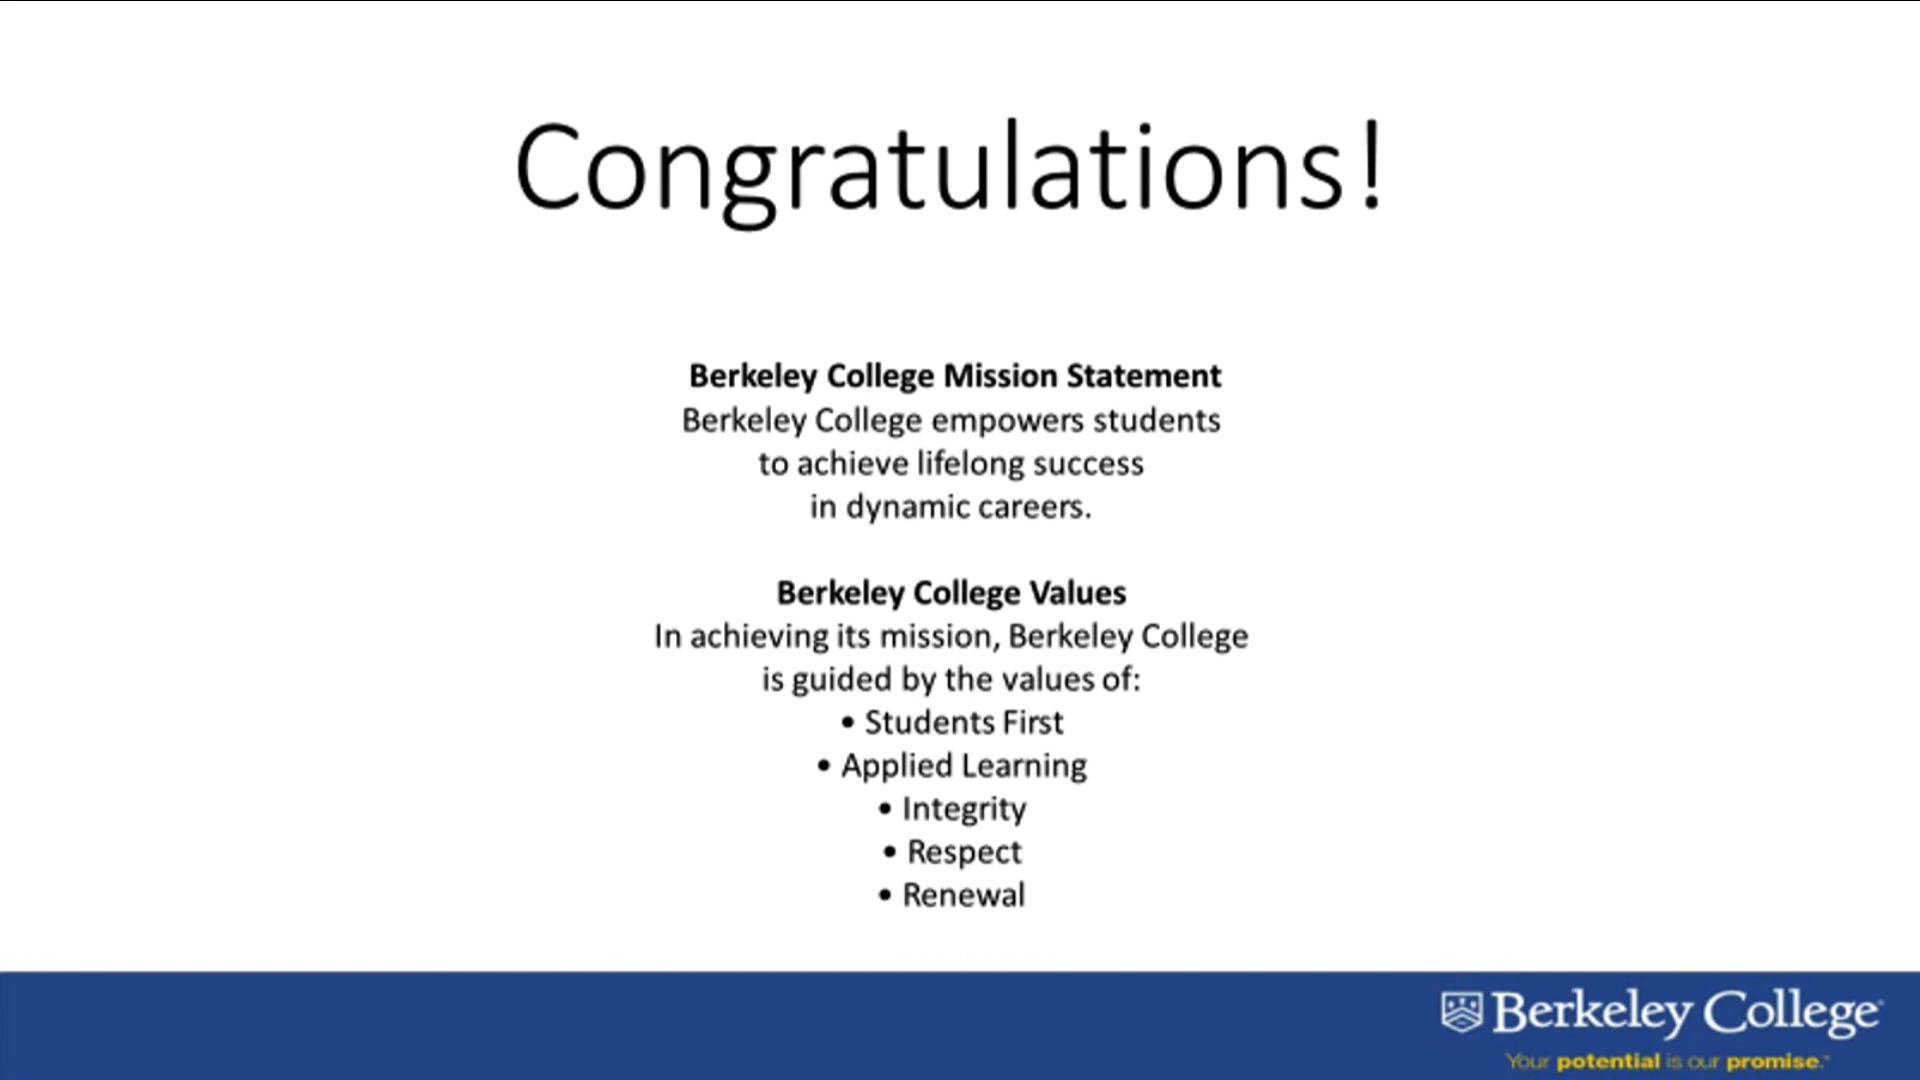 Congratulations!
Berkeley College Mission Statement
Berkeley College empowers students
to achieve lifelong success
in dynamic careers.
Berkeley College Values
In achieving its mission, Berkeley College
is guided by the values of:
• Students First
• Applied Learning
• Integrity
• Respect
• Renewal
Berkeley College
Your potential is our promise.